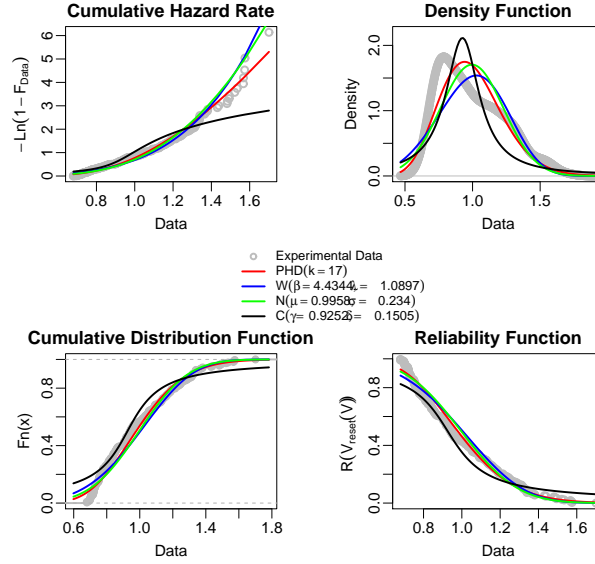 Cumulative Hazard Rate
− Ln(1 − F_Data)
0 1 2 3 4 5 6
0.8 1.0 1.2 1.4 1.6
Data
Density Function
Density
0.0 1.0 2.0
0.5 1.0 1.5
Data
Experimental Data
PHD(k = 17)
W(β = 4.4344, λ = 1.0897)
N(μ = 0.9958, σ = 0.234)
C(γ = 0.9252, δ = 0.1505)
Cumulative Distribution Function
Fn(x)
0.0 0.4 0.8
0.6 1.0 1.4 1.8
Data
Reliability Function
R(V_reset(V))
0.0 0.4 0.8
0.8 1.0 1.2 1.4 1.6
Data